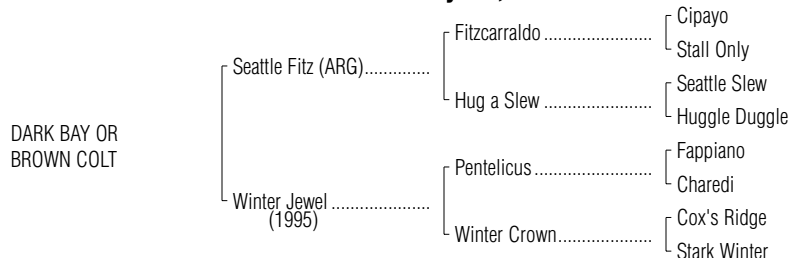 DARK BAY OR
BROWN COLT
Seattle Fitz (ARG)..............
Winter Jewel .....................
(1995)
Fitzcarraldo .......................
Hug a Slew .......................
Pentelicus .........................
Winter Crown....................
Cipayo
Stall Only
Seattle Slew
Huggle Duggle
Fappiano
Charedi
Cox's Ridge
Stark Winter